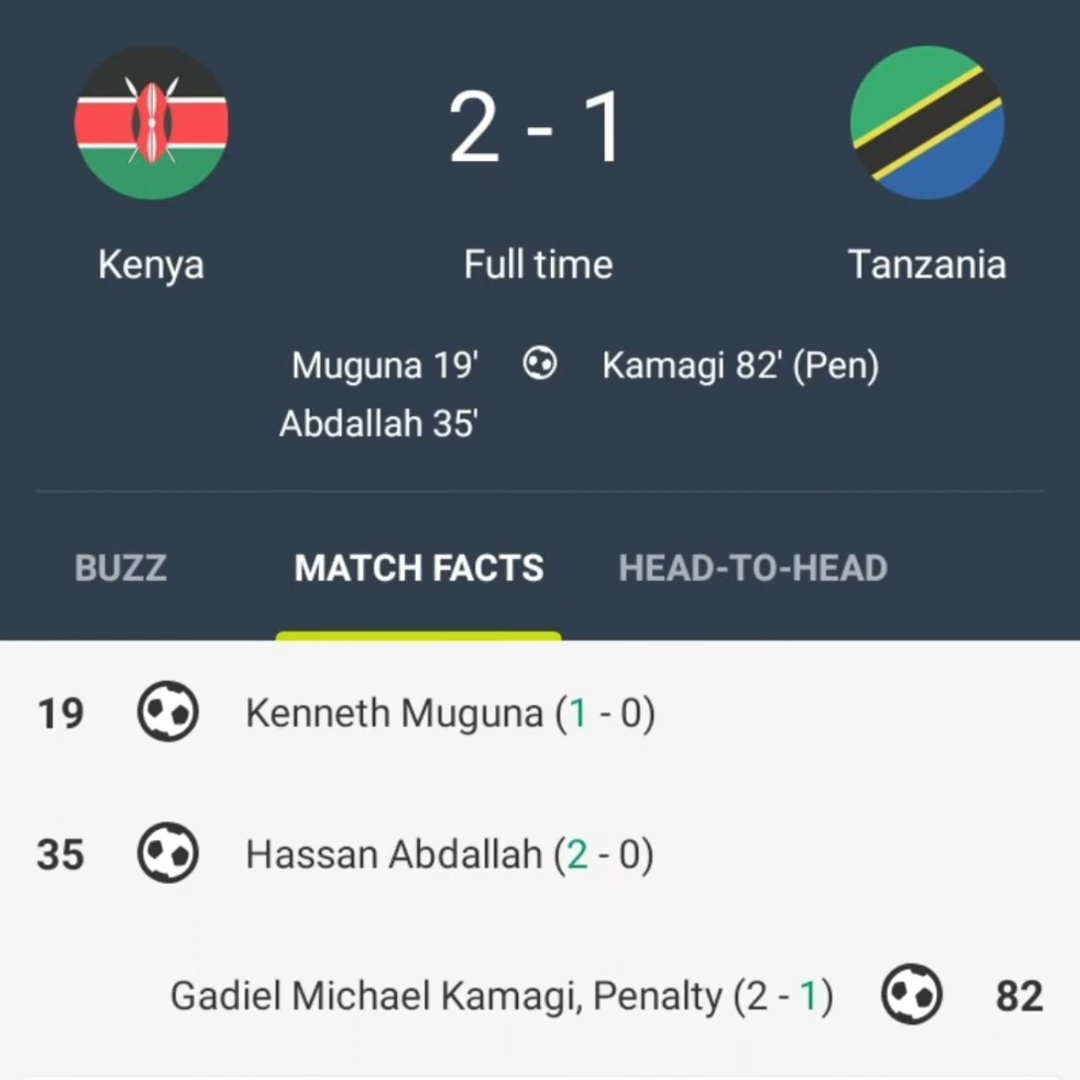 2 - 1
Kenya
Full time
Tanzania
Muguna 19'
Kamagi 82' (Pen)
Abdallah 35'
BUZZ
MATCH FACTS
HEAD-TO-HEAD
19 Kenneth Muguna (1 - 0)
35 Hassan Abdallah (2 - 0)
Gadiel Michael Kamagi, Penalty (2 - 1) 82